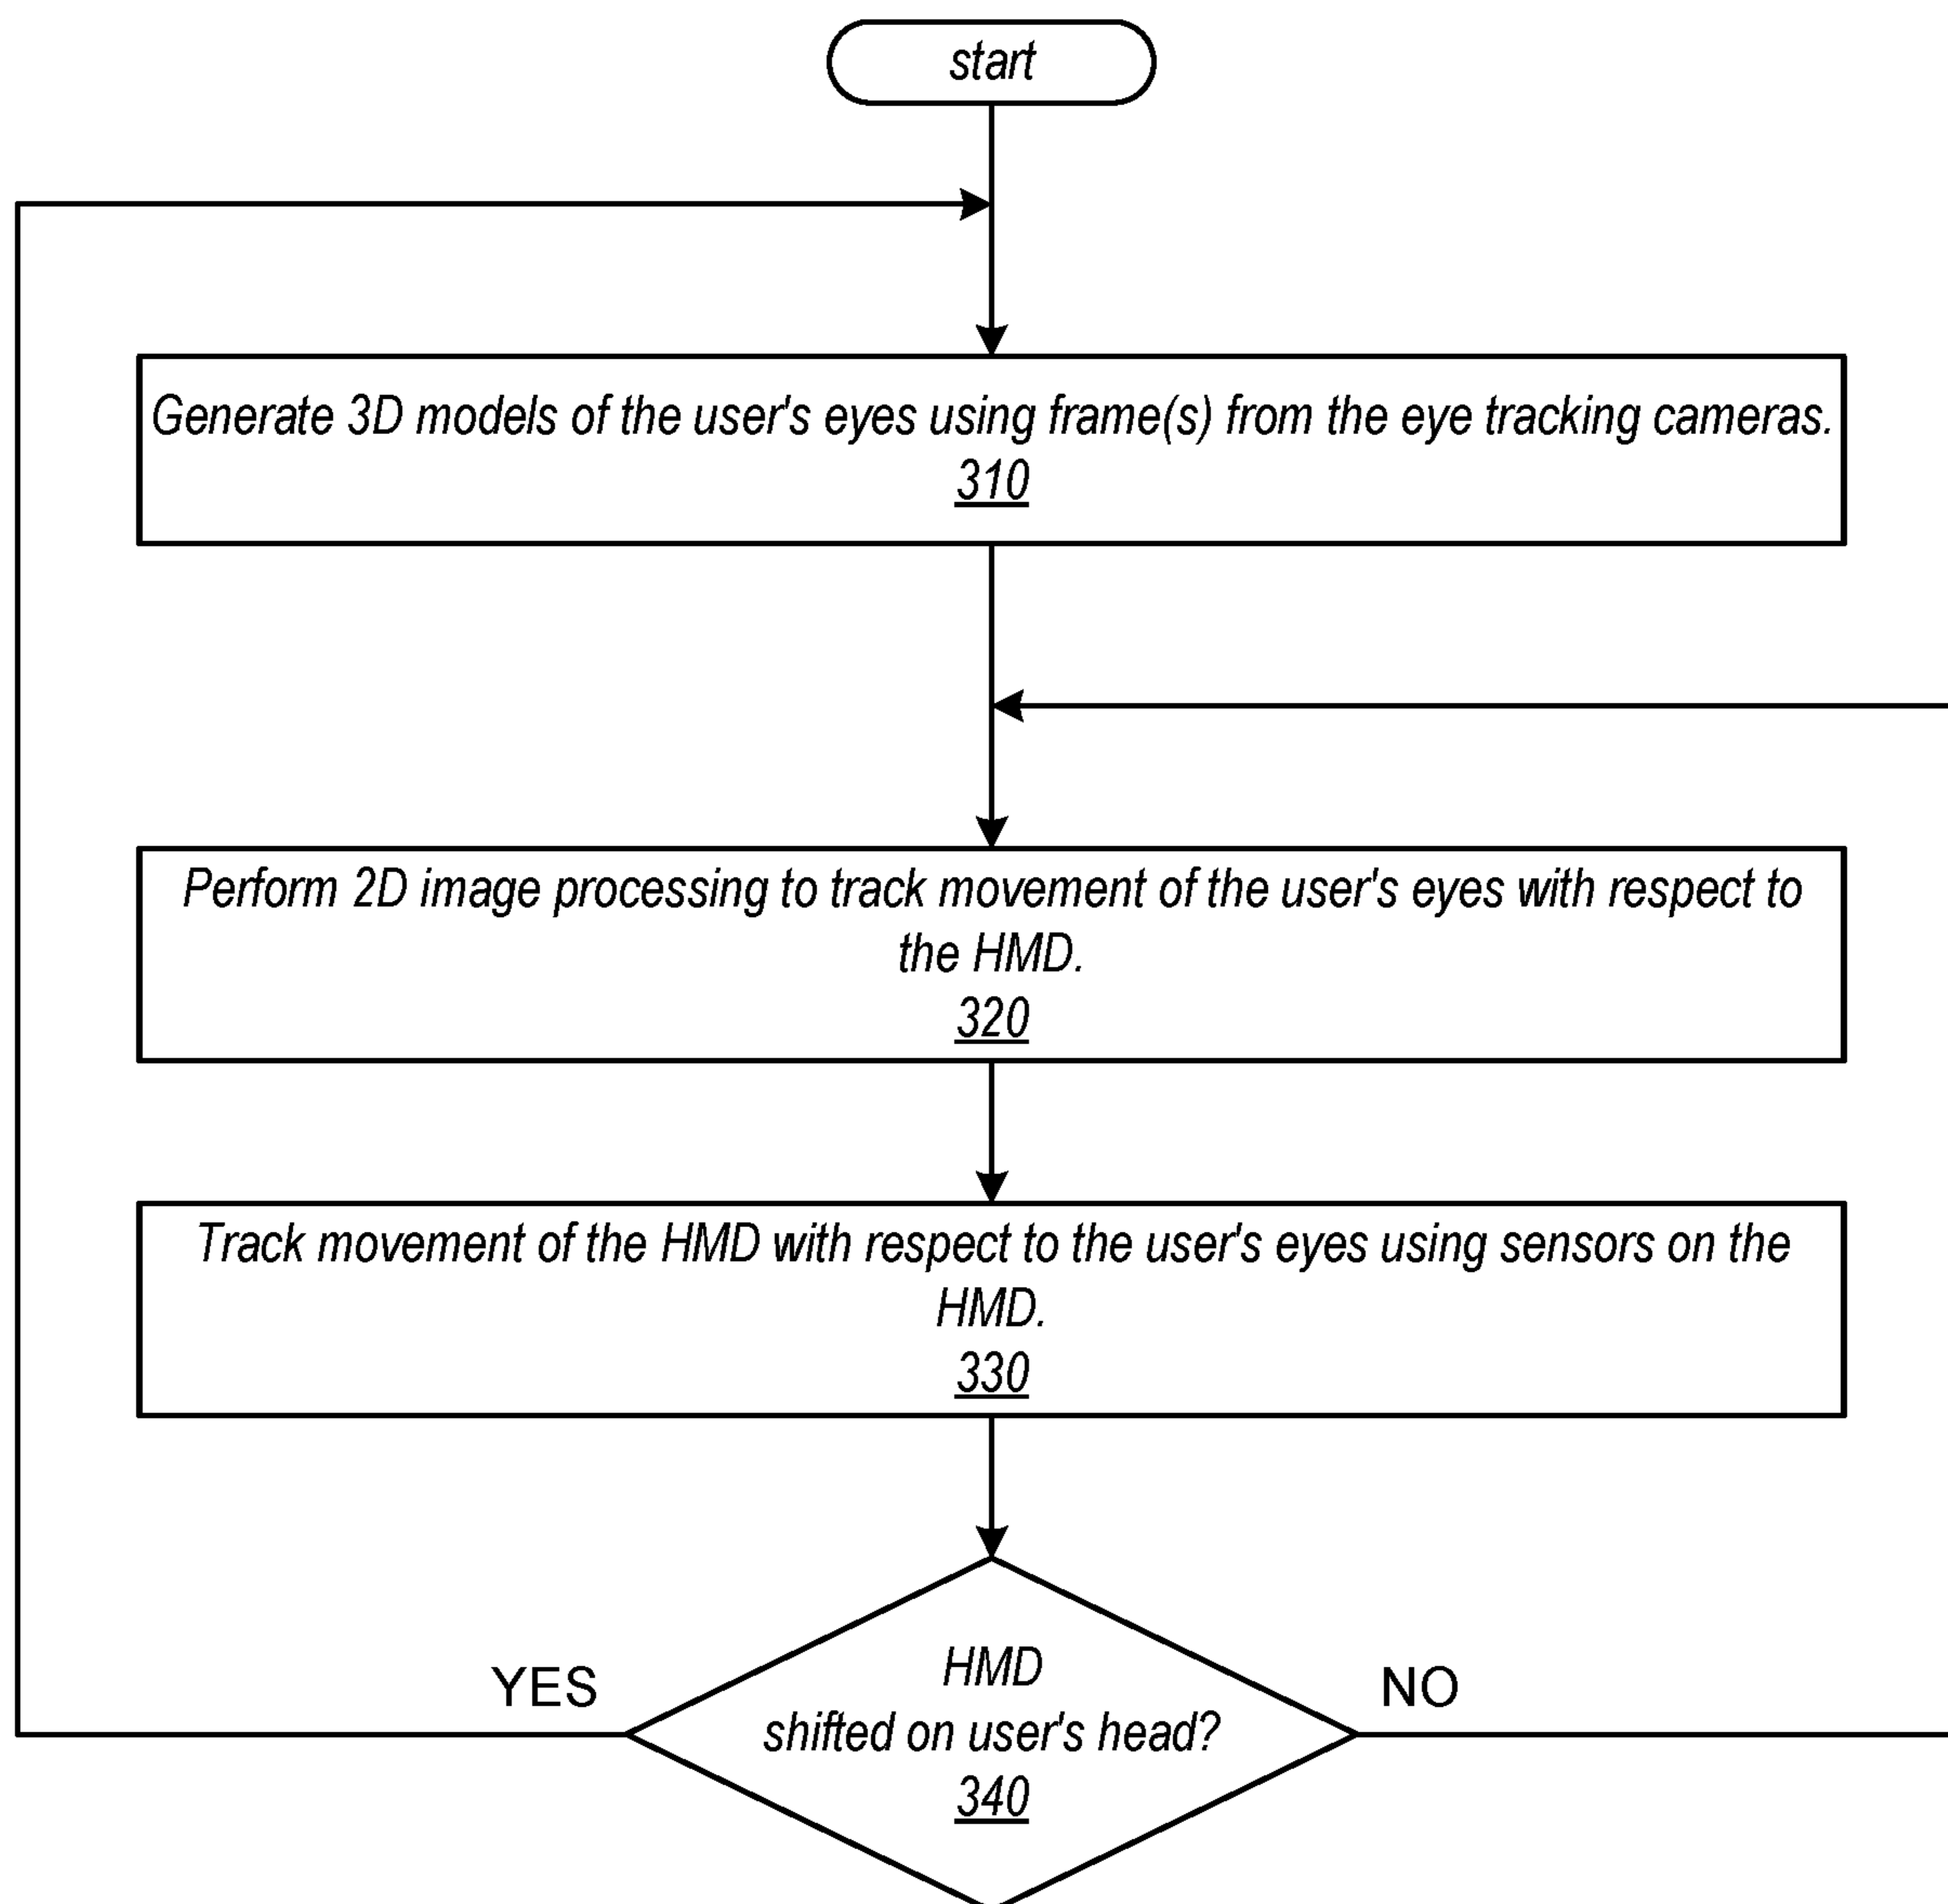 start
Generate 3D models of the user's eyes using frame(s) from the eye tracking cameras.
310
Perform 2D image processing to track movement of the user's eyes with respect to
the HMD.
320
Track movement of the HMD with respect to the user's eyes using sensors on the
HMD.
330
HMD
shifted on user's head?
340
YES
NO